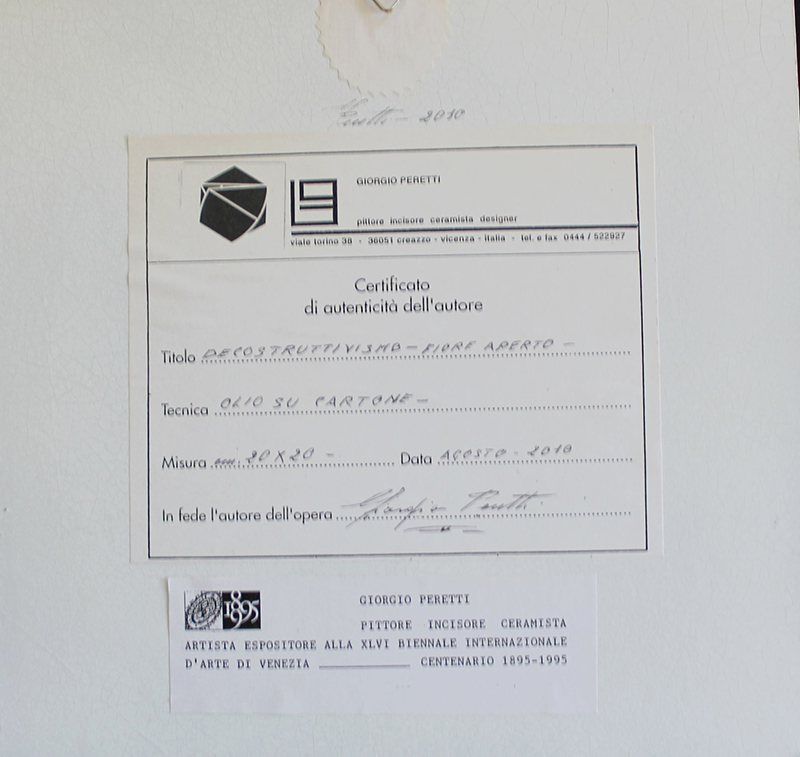 Peretti - 2010
GIORGIO PERETTI
pittore incisore ceramista designer
viale torino 38 - 36051 creazzo - vicenza - italia - tel. e fax 0444 / 522927
Certificato
di autenticità dell'autore
Titolo DECOSTRUTTIVISMO - FIORE APERTO -
Tecnica OLIO SU CARTONE -
Misura cm. 20 X 20 - Data AGOSTO - 2010
In fede l'autore dell'opera Giorgio Peretti
1895 GIORGIO PERETTI
PITTORE INCISORE CERAMISTA
ARTISTA ESPOSITORE ALLA XLVI BIENNALE INTERNAZIONALE
D'ARTE DI VENEZIA CENTENARIO 1895-1995